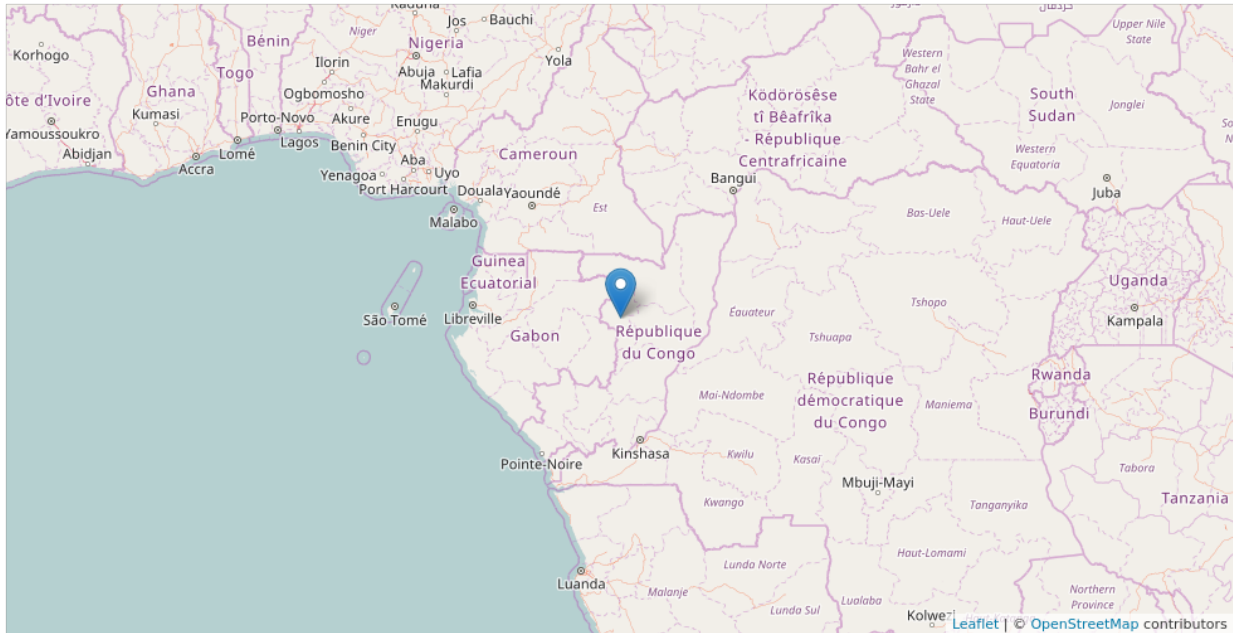 Kaduna
Jos
Bauchi
Korhogo
Bénin
Niger
Nigeria
Upper Nile
State
Togo
Ilorin
Abuja
Lafia
Yola
Western
Bahr el
Ghazal
State
Ghana
Ogbomosho
Makurdi
Ködörösêse
tî Bêafrîka
- République
Centrafricaine
South
Sudan
Jonglei
ôte d'Ivoire
Kumasi
Porto-Novo
Akure
Enugu
Yamoussoukro
Lagos
Benin City
Abidjan
Lomé
Accra
Aba
Uyo
Cameroun
Western
Equatoria
Yenagoa
Port Harcourt
Douala
Yaoundé
Bangui
Juba
Malabo
Est
Bas-Uele
Haut-Uele
Guinea
Ecuatorial
Uganda
São Tomé
Libreville
Gabon
République
du Congo
Équateur
Tshopo
Kampala
Tshuapa
République
démocratique
du Congo
Rwanda
Burundi
Mai-Ndombe
Maniema
Pointe-Noire
Kinshasa
Kwilu
Kasaï
Tabora
Kwango
Mbuji-Mayi
Tanganyika
Tanzania
Luanda
Malanje
Lunda Norte
Haut-Lomami
Lunda Sul
Lualaba
Northern
Province
Kolwezi
Leaflet | © OpenStreetMap contributors